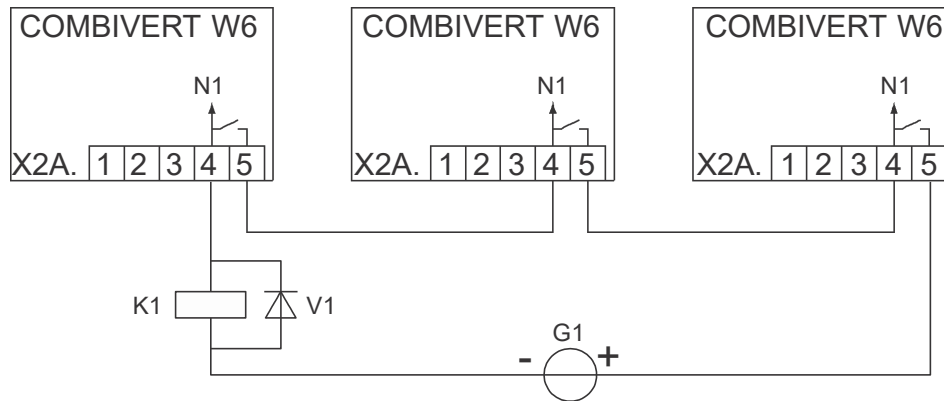 COMBIVERT W6 COMBIVERT W6 COMBIVERT W6
N1 N1 N1
X2A. 1 2 3 4 5 X2A. 1 2 3 4 5 X2A. 1 2 3 4 5
K1 V1
G1
- +